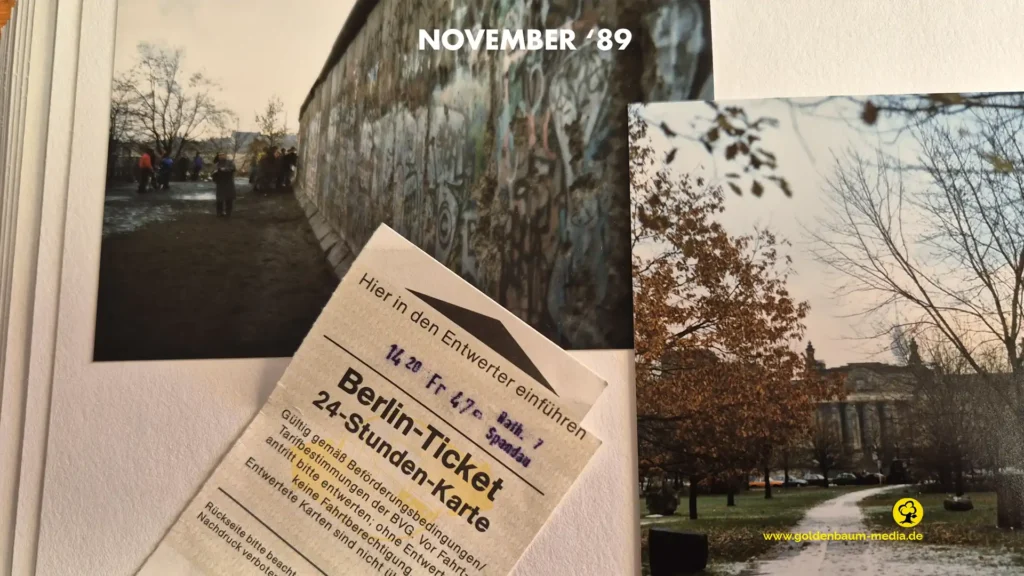 NOVEMBER ‘89
Hier in den Entwerter einführen
14 20 Fr 47= Rath. 7
Spandau
Berlin-Ticket
24-Stunden-Karte
Gültig gemäß Beförderungsbedingungen/
Tarifbestimmungen der BVG. Vor Fahrt-
antritt bitte entwerten; ohne Entwert
keine Fahrtberechtigung
Entwertete Karten sind nicht (ü
Rückseite bitte beacht
Nachdruck verboten
www.goldenbaum-media.de